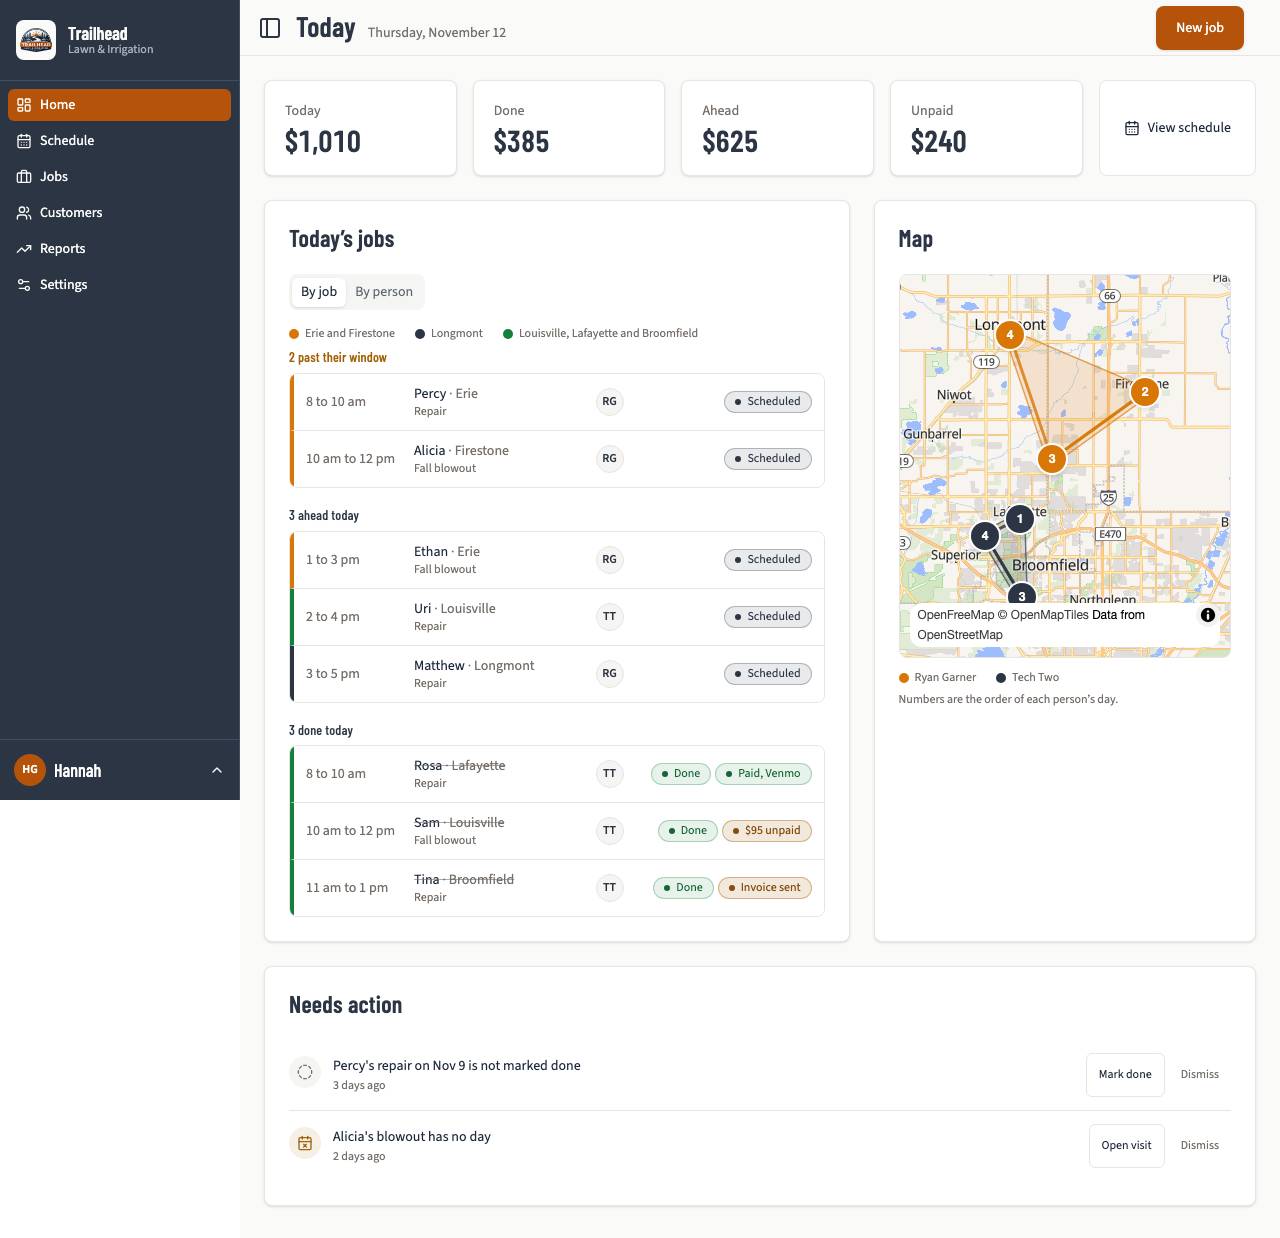 TRAILHEAD
Trailhead
Lawn & Irrigation
Home
Schedule
Jobs
Customers
Reports
Settings
HG
Hannah
Today
Thursday, November 12
New job
Today
$1,010
Done
$385
Ahead
$625
Unpaid
$240
View schedule
Today’s jobs
By job
By person
Erie and Firestone
Longmont
Louisville, Lafayette and Broomfield
2 past their window
8 to 10 am
Percy · Erie
Repair
RG
Scheduled
10 am to 12 pm
Alicia · Firestone
Fall blowout
RG
Scheduled
3 ahead today
1 to 3 pm
Ethan · Erie
Fall blowout
RG
Scheduled
2 to 4 pm
Uri · Louisville
Repair
TT
Scheduled
3 to 5 pm
Matthew · Longmont
Repair
RG
Scheduled
3 done today
8 to 10 am
Rosa · Lafayette
Repair
TT
Done
Paid, Venmo
10 am to 12 pm
Sam · Louisville
Fall blowout
TT
Done
$95 unpaid
11 am to 1 pm
Tina · Broomfield
Repair
TT
Done
Invoice sent
Map
66
4
119
2
Niwot
Gunbarrel
3
25
1
4
E470
Superior
Broomfield
3
Northglenn
OpenFreeMap © OpenMapTiles Data from
OpenStreetMap
Ryan Garner
Tech Two
Numbers are the order of each person's day.
Needs action
Percy's repair on Nov 9 is not marked done
3 days ago
Mark done
Dismiss
Alicia's blowout has no day
2 days ago
Open visit
Dismiss